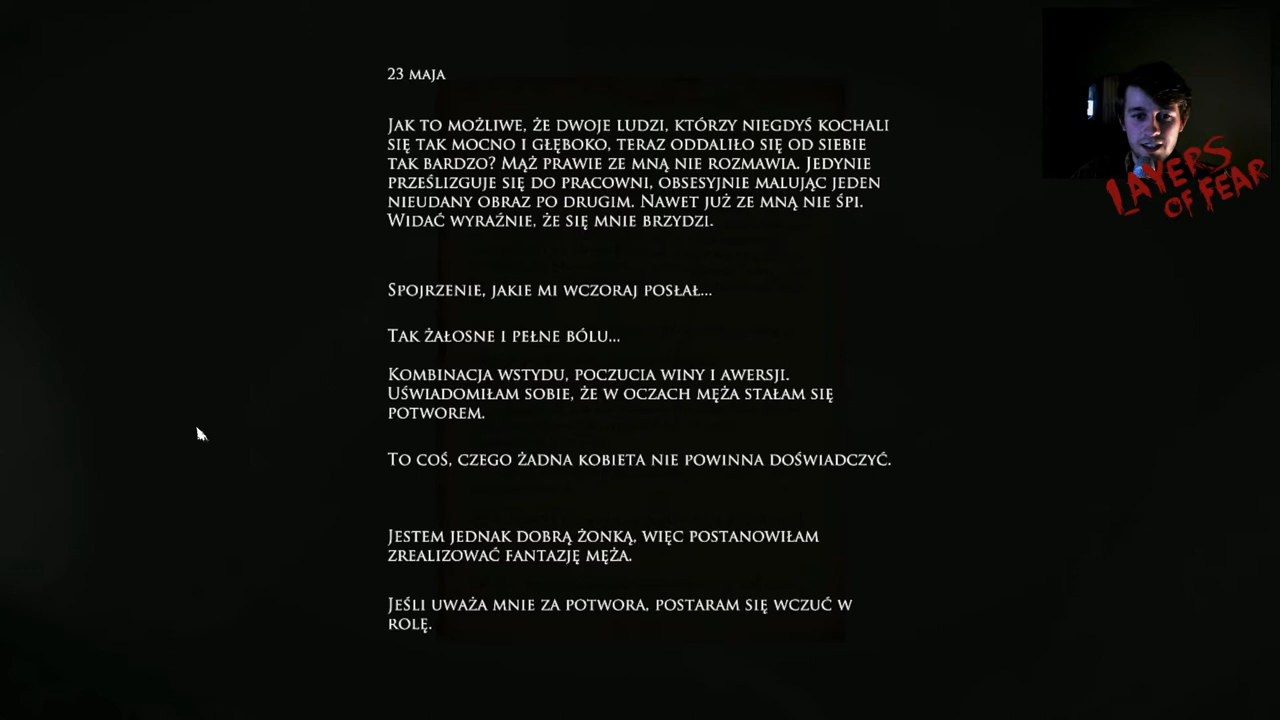 23 MAJA
JAK TO MOŻLIWE, ŻE DWOJE LUDZI, KTÓRZY NIEGDYŚ KOCHALI
SIĘ TAK MOCNO I GŁĘBOKO, TERAZ ODDALIŁO SIĘ OD SIEBIE
TAK BARDZO? MĄŻ PRAWIE ZE MNĄ NIE ROZMAWIA. JEDYNIE
PRZEŚLIZGUJE SIĘ DO PRACOWNI, OBSESYJNIE MALUJĄC JEDEN
NIEUDANY OBRAZ PO DRUGIM. NAWET JUŻ ZE MNĄ NIE ŚPI.
WIDAĆ WYRAŹNIE, ŻE SIĘ MNIE BRZYDZI.
SPOJRZENIE, JAKIE MI WCZORAJ POSŁAŁ...
TAK ŻAŁOSNE I PEŁNE BÓLU...
KOMBINACJA WSTYDU, POCZUCIA WINY I AWERSJI.
UŚWIADOMIŁAM SOBIE, ŻE W OCZACH MĘŻA STAŁAM SIĘ
POTWOREM.
TO COŚ, CZEGO ŻADNA KOBIETA NIE POWINNA DOŚWIADCZYĆ.
JESTEM JEDNAK DOBRĄ ŻONKĄ, WIĘC POSTANOWIŁAM
ZREALIZOWAĆ FANTAZJĘ MĘŻA.
JEŚLI UWAŻA MNIE ZA POTWORA, POSTARAM SIĘ WCZUĆ W
ROLĘ.
LAYERS
OF FEAR